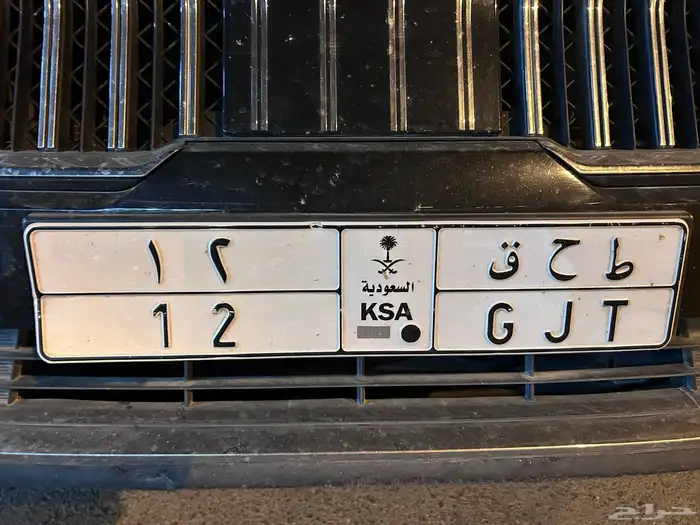 ١ ٢
ط ح ق
السعودية
KSA
1 2
G J T
حراج